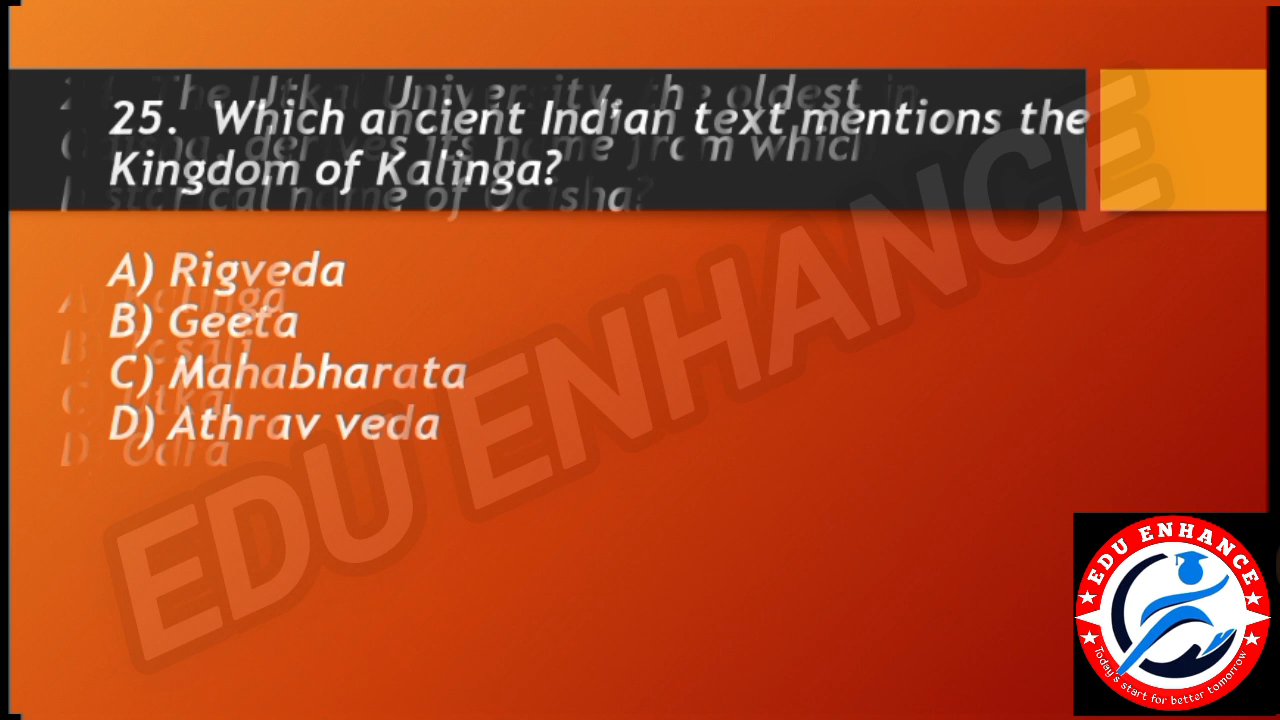 25. Which ancient Indian text mentions the
Kingdom of Kalinga?
A) Rigveda
B) Geeta
C) Mahabharata
D) Athrav veda
EDU ENHANCE
EDU ENHANCE
Today's start for better tomorrow